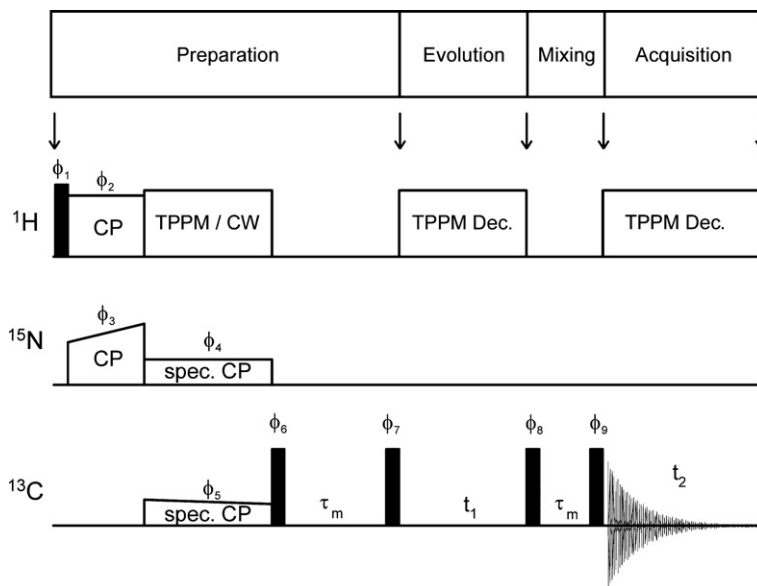 Preparation Evolution Mixing Acquisition
ϕ₁ ϕ₂
¹H CP TPPM / CW TPPM Dec. TPPM Dec.
ϕ₃
¹⁵N CP ϕ₄
spec. CP
ϕ₆ ϕ₇ ϕ₈ ϕ₉
¹³C ϕ₅ τₘ t₁ τₘ t₂
spec. CP